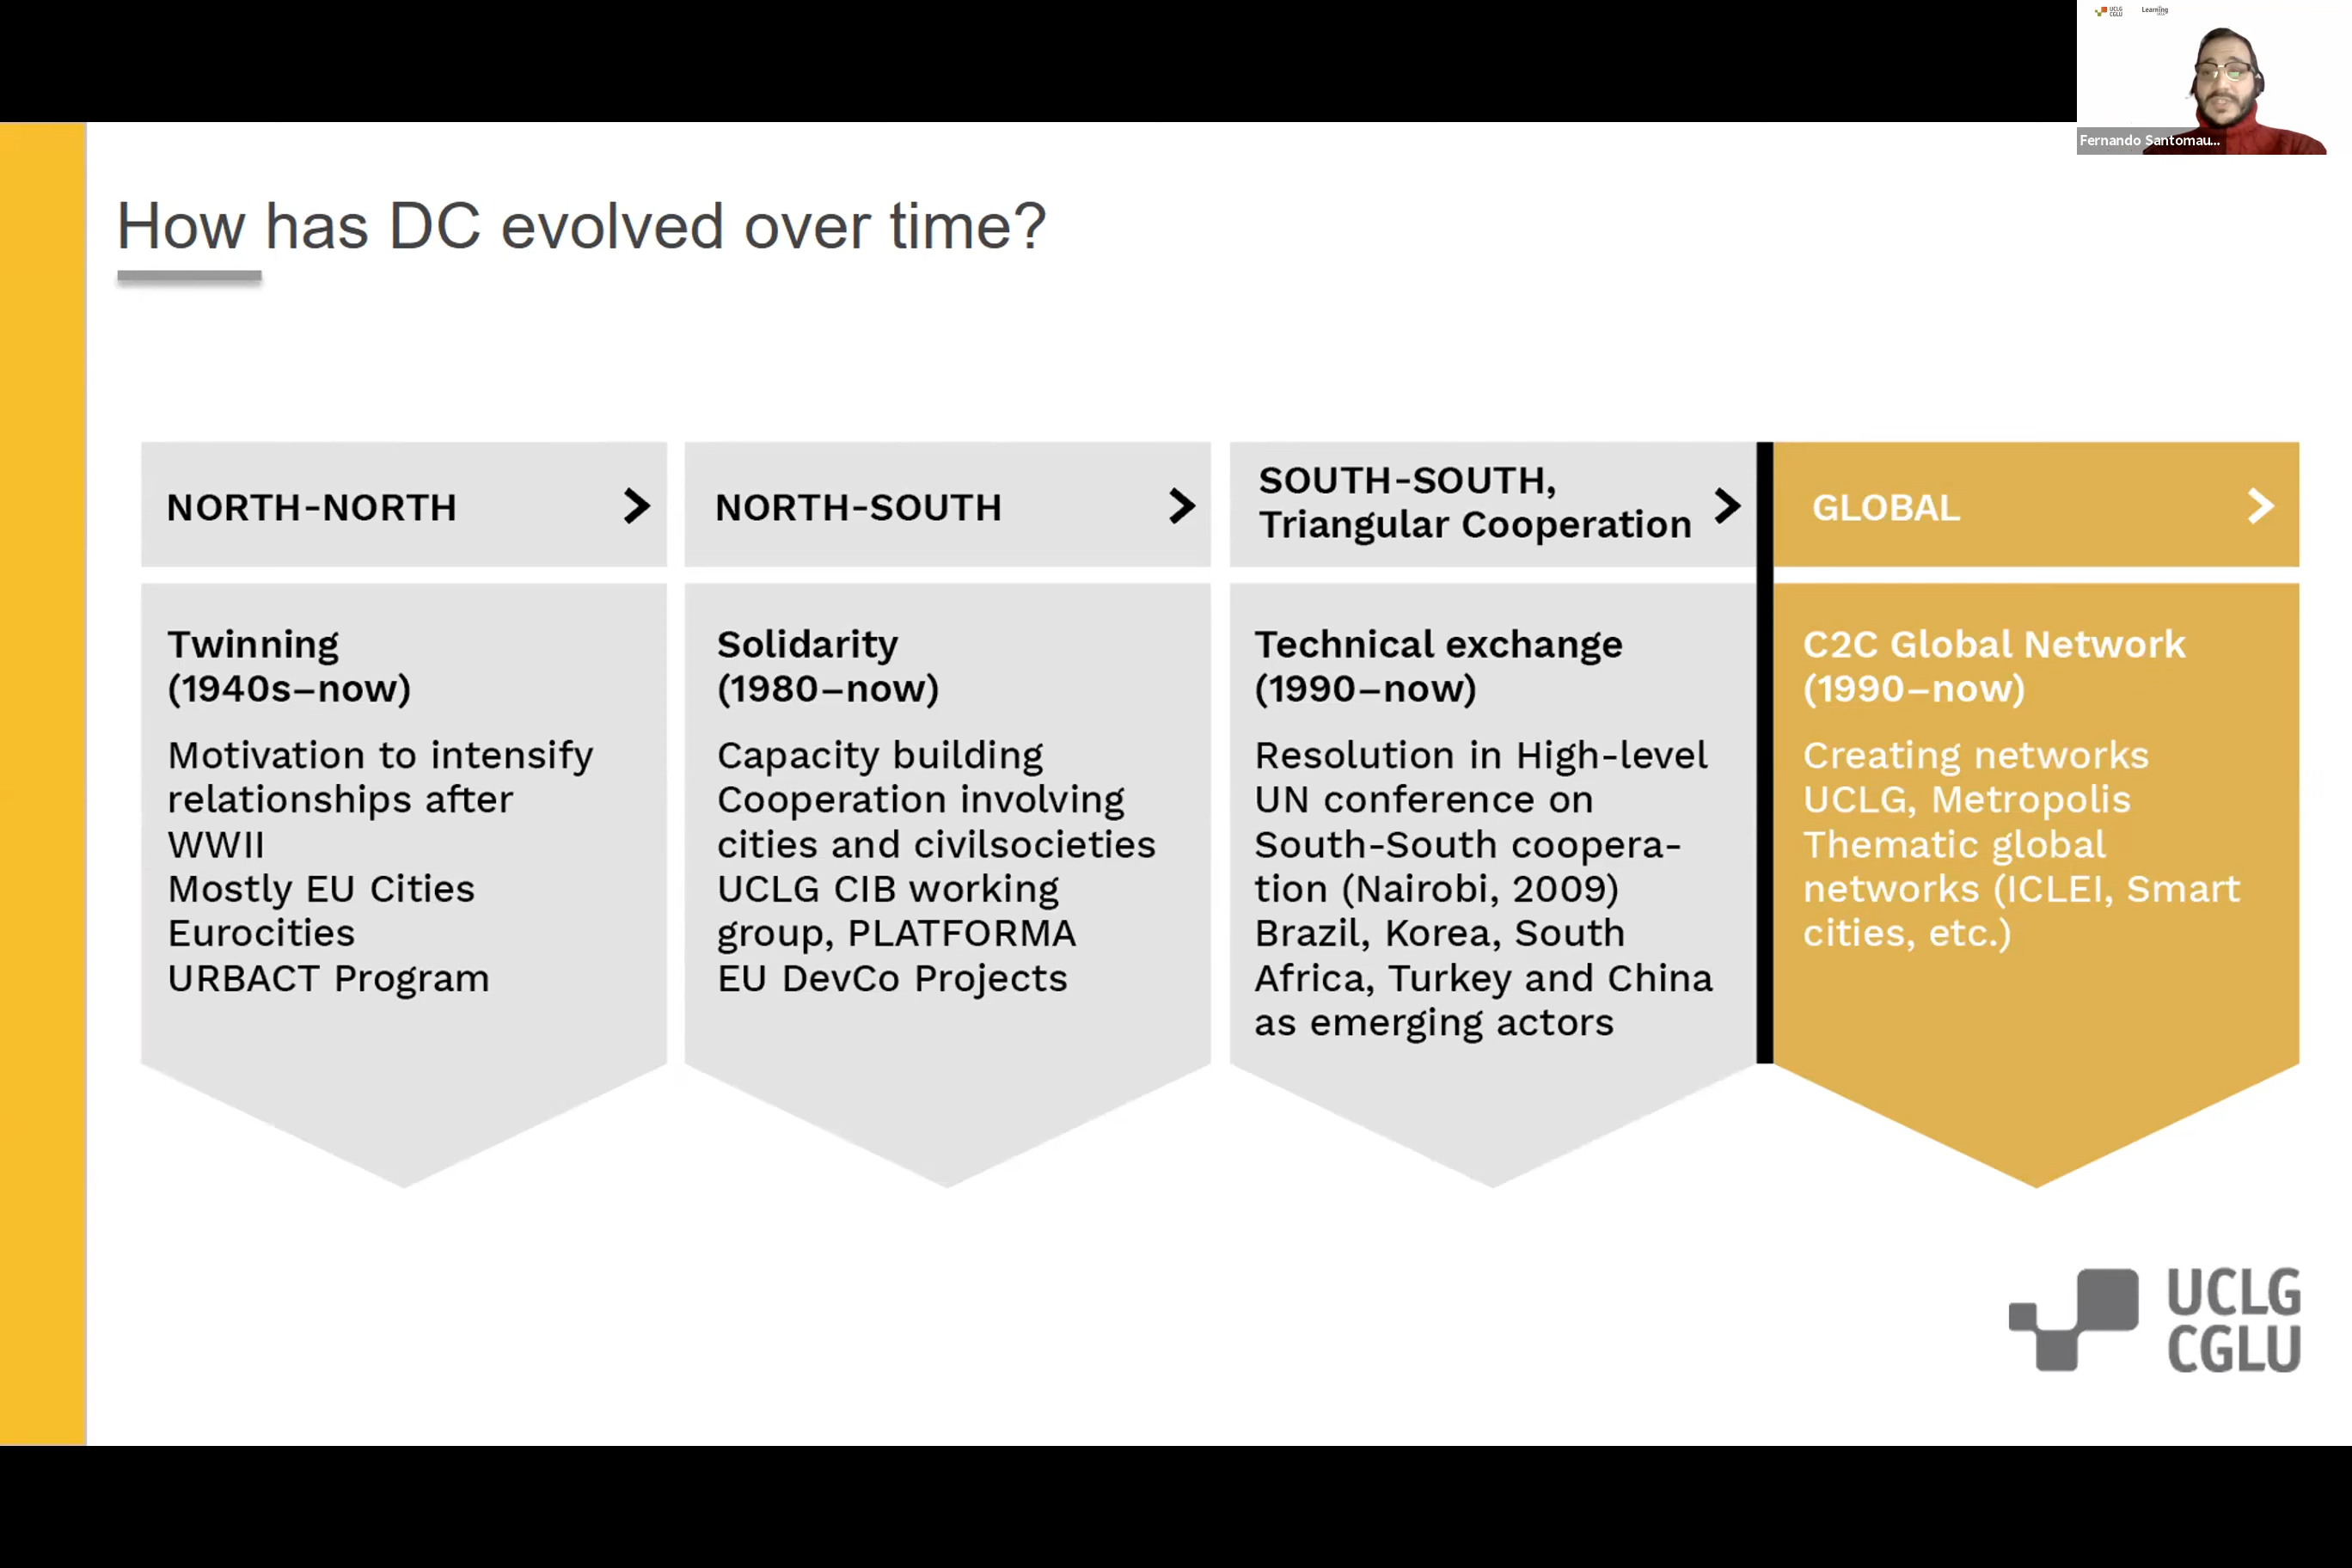 UCLG
CGLU
Learning
Fernando Santomau...
How has DC evolved over time?
NORTH-NORTH
Twinning
(1940s–now)
Motivation to intensify
relationships after
WWII
Mostly EU Cities
Eurocities
URBACT Program
NORTH-SOUTH
Solidarity
(1980–now)
Capacity building
Cooperation involving
cities and civilsocieties
UCLG CIB working
group, PLATFORMA
EU DevCo Projects
SOUTH-SOUTH,
Triangular Cooperation
Technical exchange
(1990–now)
Resolution in High-level
UN conference on
South-South coopera-
tion (Nairobi, 2009)
Brazil, Korea, South
Africa, Turkey and China
as emerging actors
GLOBAL
C2C Global Network
(1990–now)
Creating networks
UCLG, Metropolis
Thematic global
networks (ICLEI, Smart
cities, etc.)
UCLG
CGLU